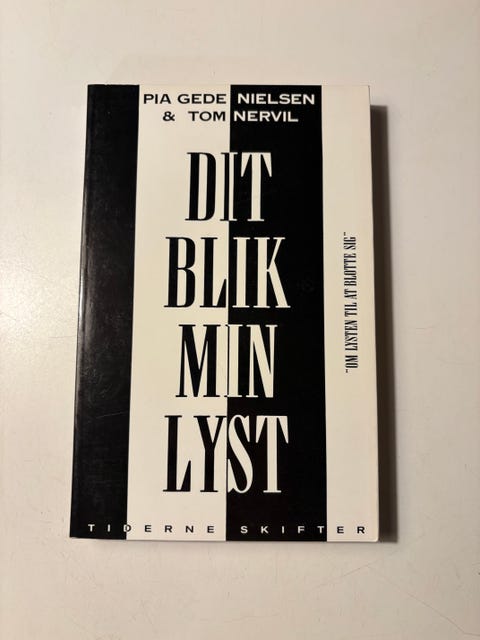 PIA GEDE NIELSEN
& TOM NERVIL
DIT
BLIK
MIN
LYST
"OM LYSTEN TIL AT BLOTTE SIG"
TIDERNE SKIFTER